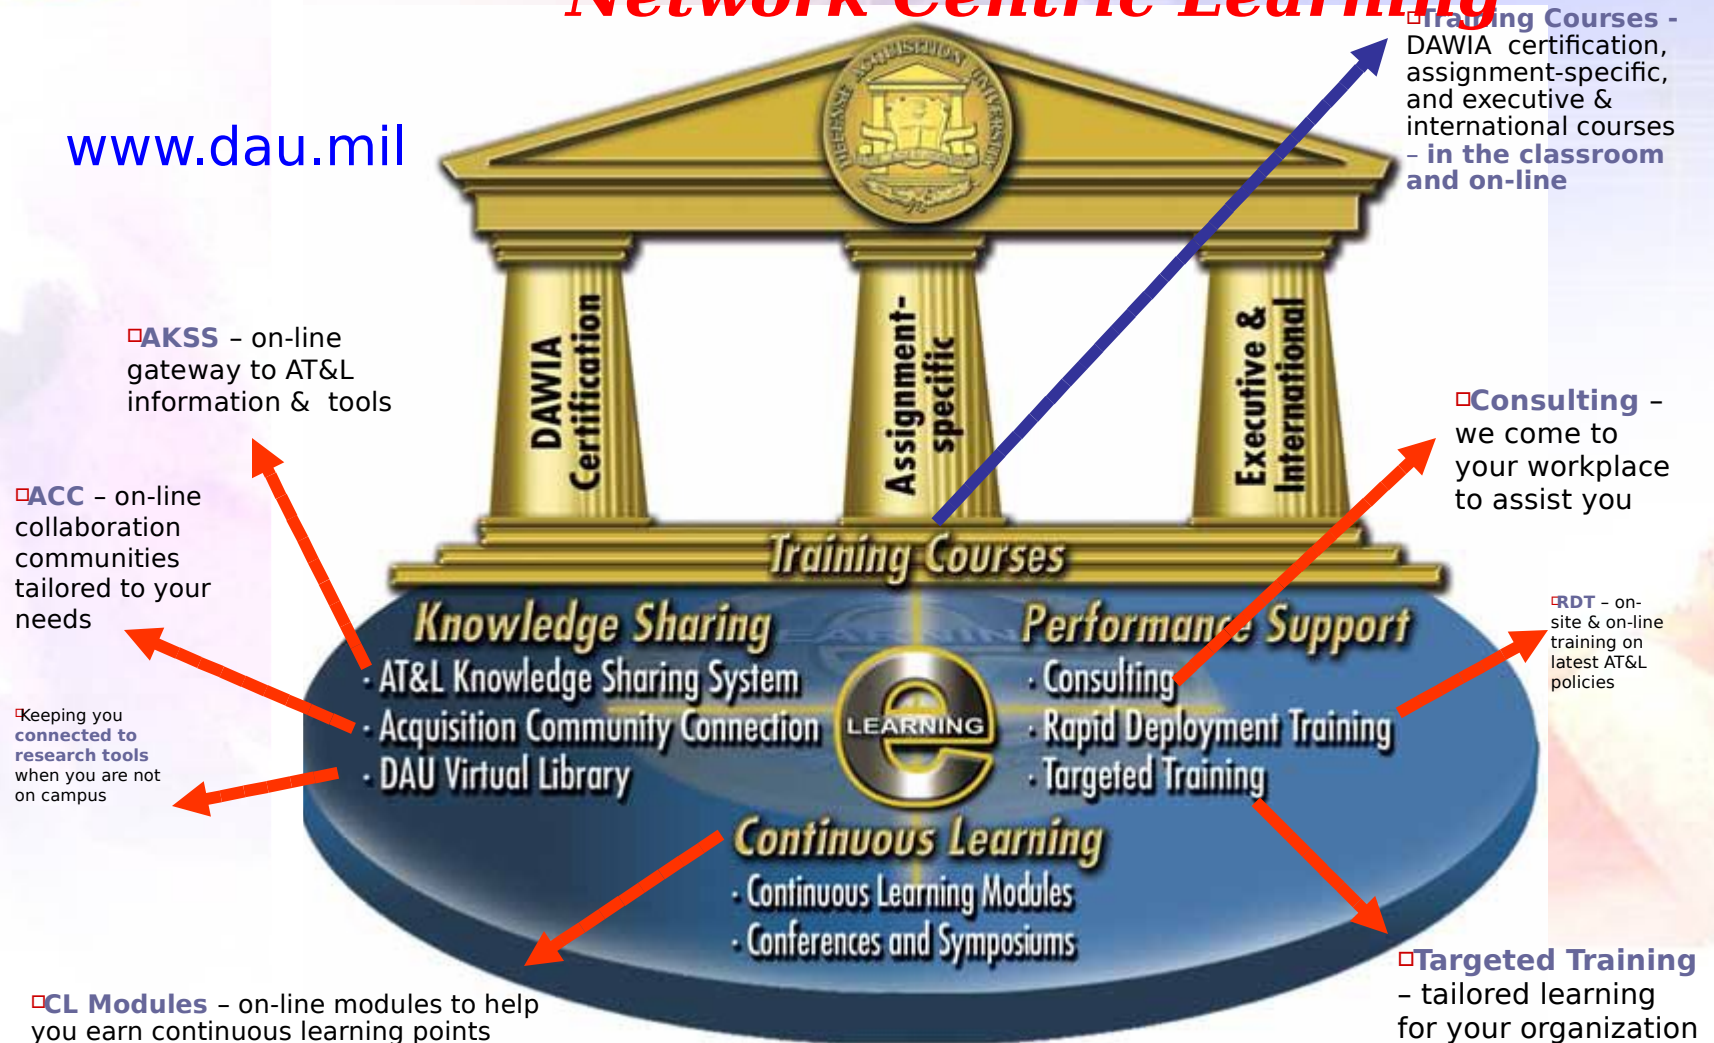 Network Centric Learning
□Training Courses -
DAWIA certification,
assignment-specific,
and executive &
international courses
– in the classroom
and on-line
www.dau.mil
DEFENSE ACQUISITION UNIVERSITY
DAWIA
Certification
Assignment-
specific
Executive &
International
□AKSS – on-line
gateway to AT&L
information & tools
□ACC – on-line
collaboration
communities
tailored to your
needs
□Keeping you
connected to
research tools
when you are not
on campus
□Consulting –
we come to
your workplace
to assist you
□RDT – on-
site & on-line
training on
latest AT&L
policies
Training Courses
Knowledge Sharing
· AT&L Knowledge Sharing System
· Acquisition Community Connection
· DAU Virtual Library
e
LEARNING
Performance Support
· Consulting
· Rapid Deployment Training
· Targeted Training
Continuous Learning
· Continuous Learning Modules
· Conferences and Symposiums
□CL Modules – on-line modules to help
you earn continuous learning points
□Targeted Training
– tailored learning
for your organization